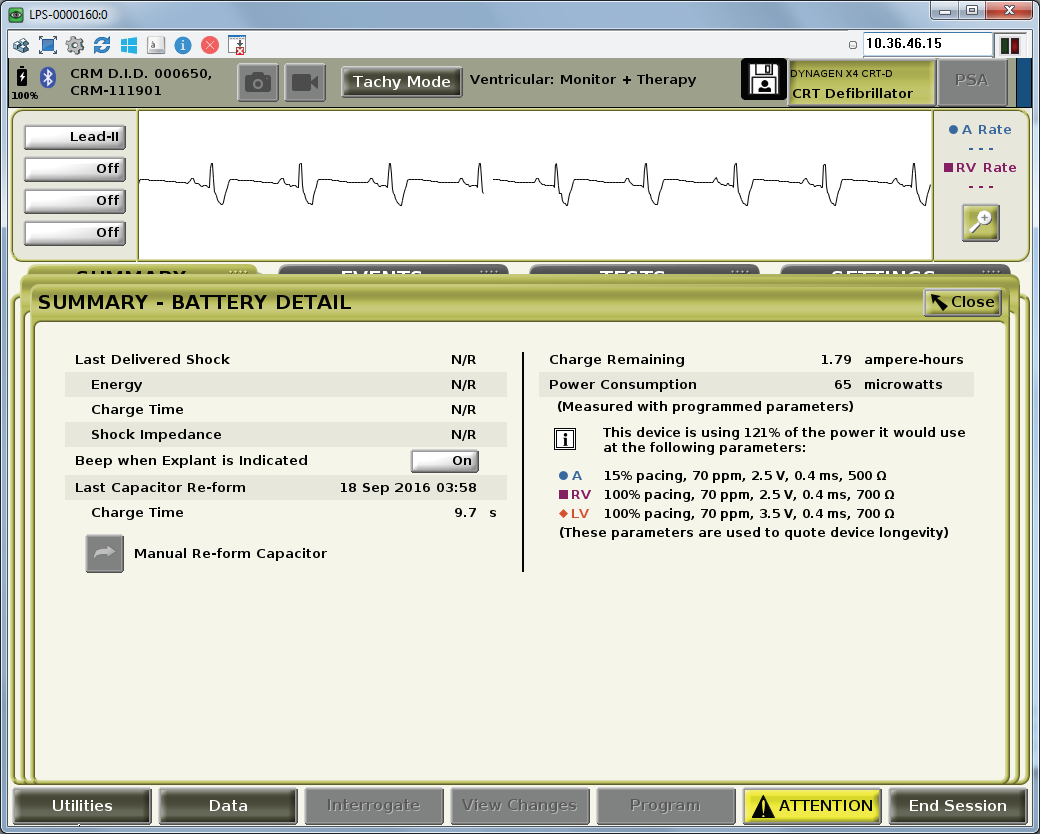 LPS-0000160:0
10.36.46.15
100%
CRM D.I.D. 000650,
CRM-111901
Tachy Mode
Ventricular: Monitor + Therapy
DYNAGEN X4 CRT-D
CRT Defibrillator
PSA
Lead-II
Off
Off
Off
A Rate
- - -
RV Rate
- - -
SUMMARY
EVENTS
TESTS
SETTINGS
SUMMARY - BATTERY DETAIL
Close
Last Delivered Shock N/R
Energy N/R
Charge Time N/R
Shock Impedance N/R
Beep when Explant is Indicated On
Last Capacitor Re-form 18 Sep 2016 03:58
Charge Time 9.7 s
Manual Re-form Capacitor
Charge Remaining 1.79 ampere-hours
Power Consumption 65 microwatts
(Measured with programmed parameters)
This device is using 121% of the power it would use
at the following parameters:
A 15% pacing, 70 ppm, 2.5 V, 0.4 ms, 500 Ω
RV 100% pacing, 70 ppm, 2.5 V, 0.4 ms, 700 Ω
LV 100% pacing, 70 ppm, 3.5 V, 0.4 ms, 700 Ω
(These parameters are used to quote device longevity)
Utilities
Data
Interrogate
View Changes
Program
ATTENTION
End Session